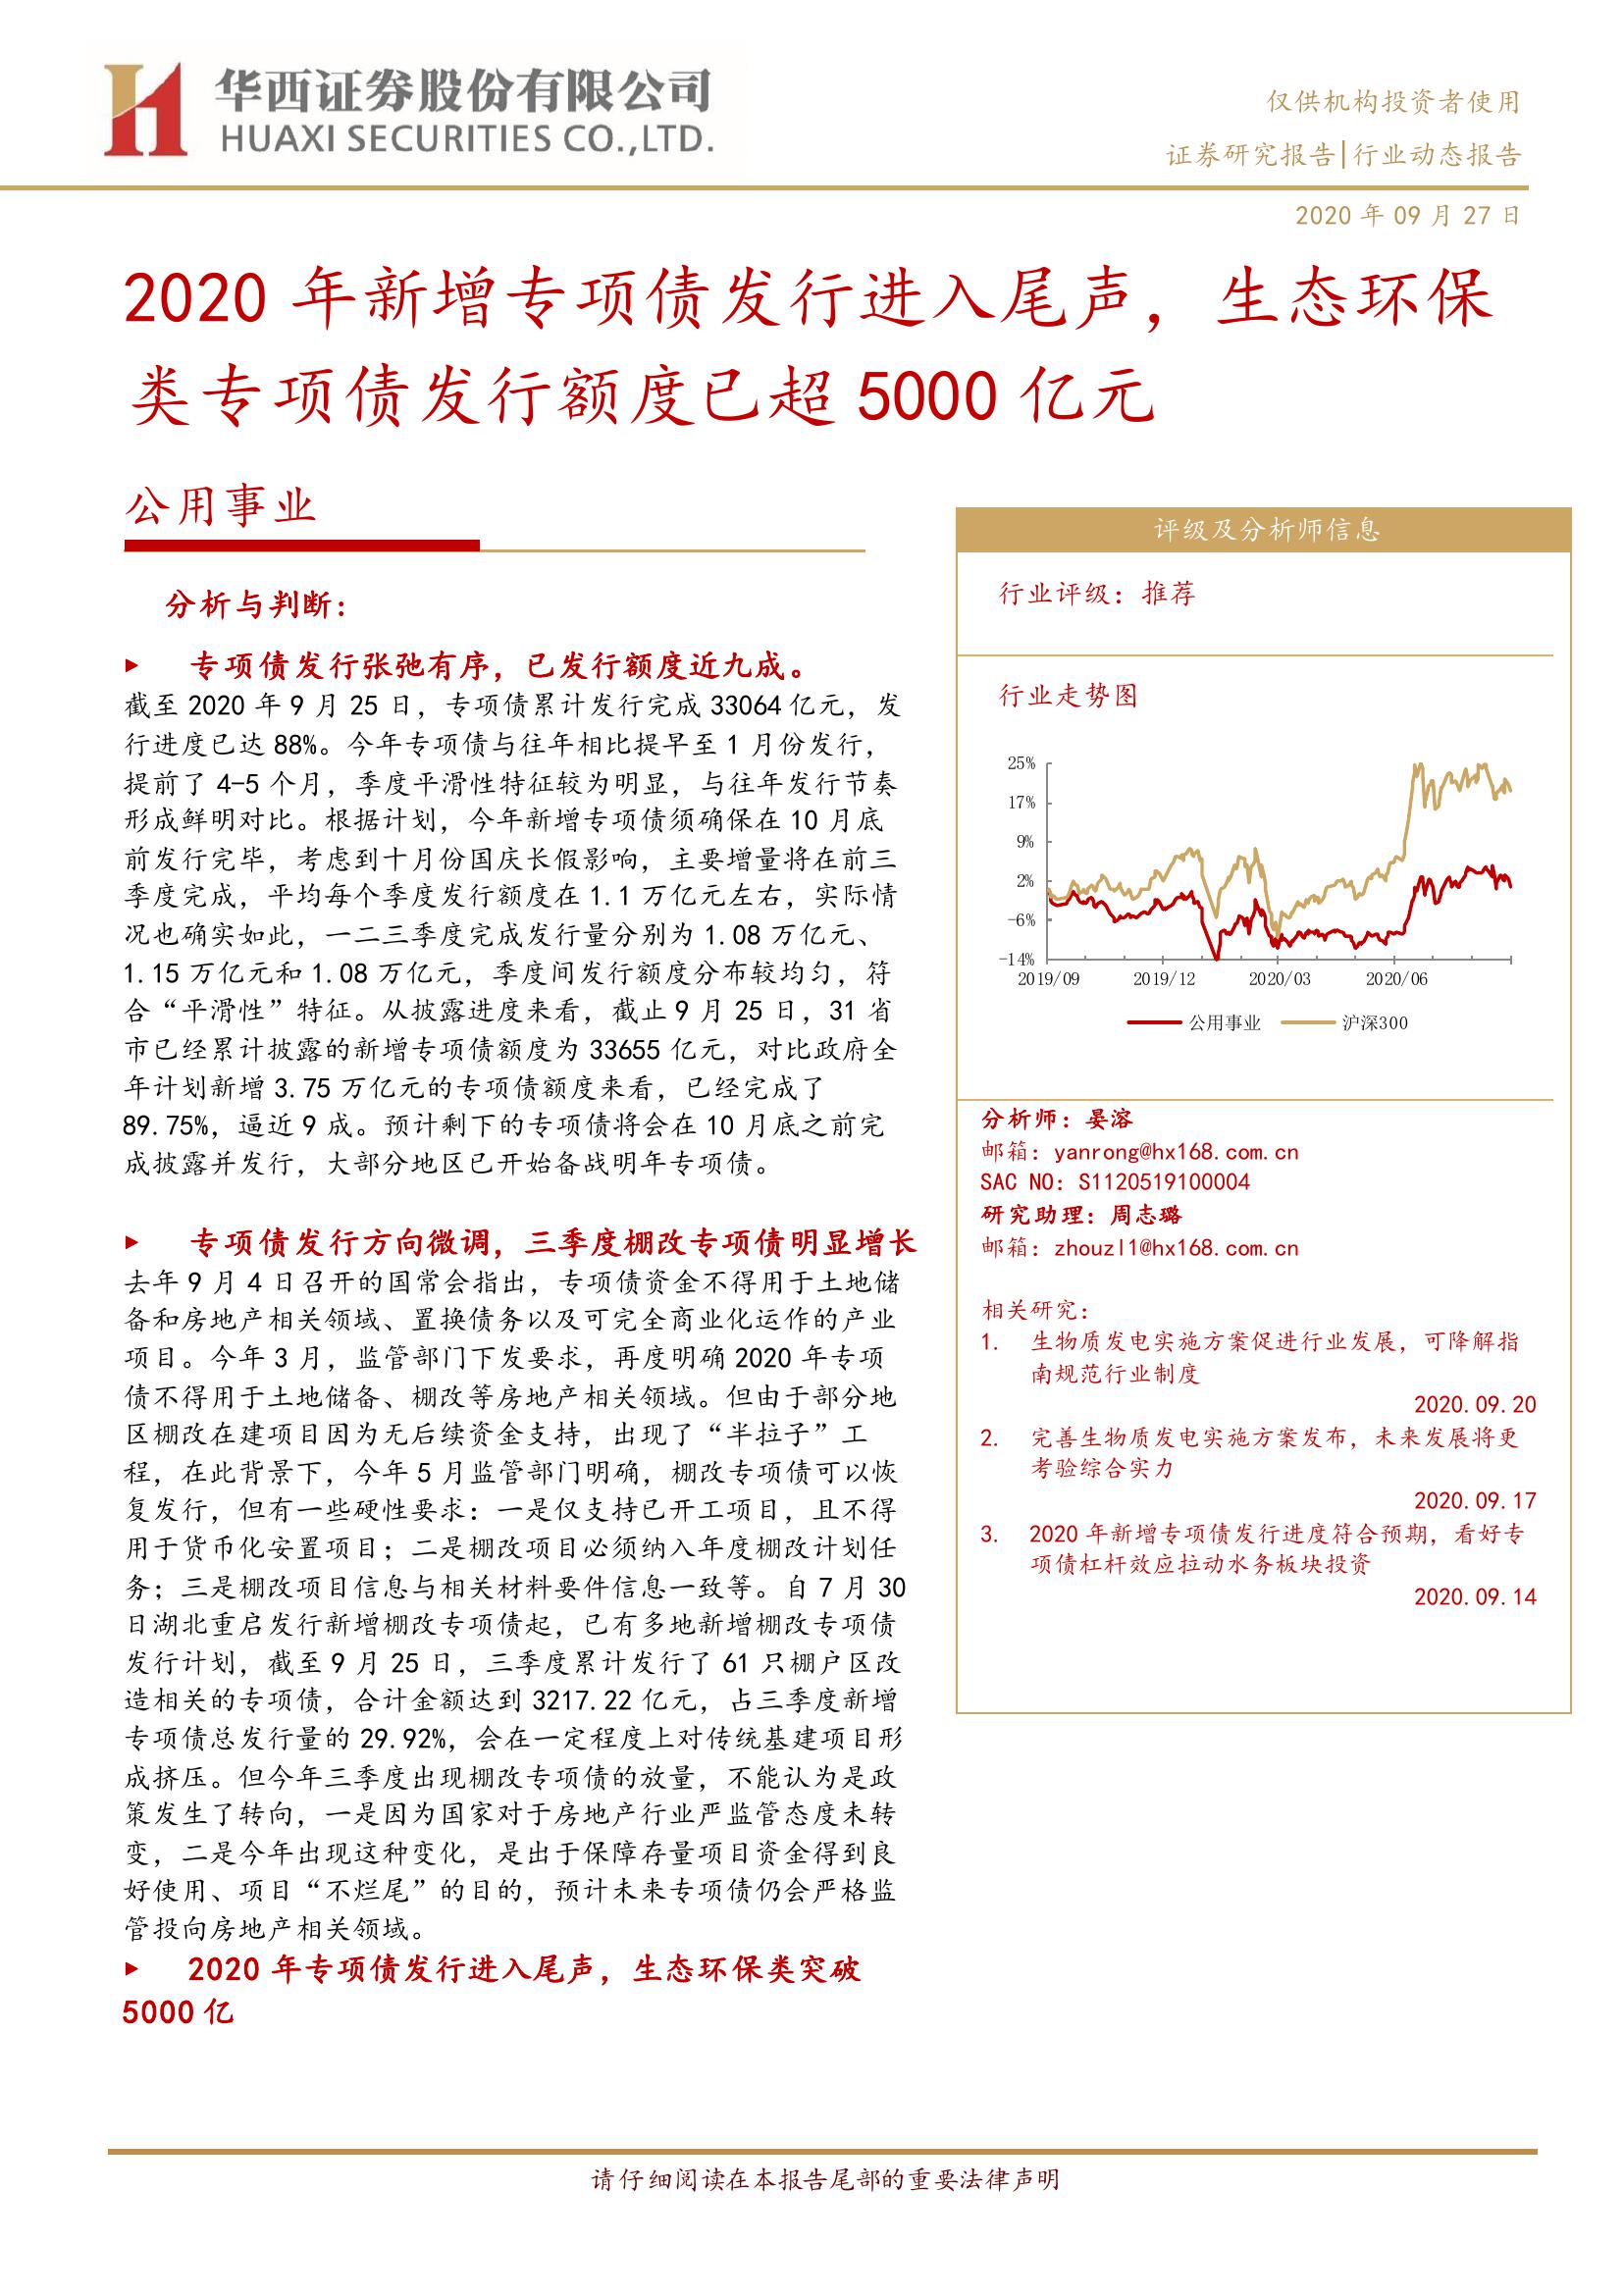 华西证券股份有限公司
HUAXI SECURITIES CO.,LTD.
仅供机构投资者使用
证券研究报告|行业动态报告
2020 年 09 月 27 日
2020 年新增专项债发行进入尾声，生态环保
类专项债发行额度已超 5000 亿元
公用事业
分析与判断：
► 专项债发行张弛有序，已发行额度近九成。
截至 2020 年 9 月 25 日，专项债累计发行完成 33064 亿元，发
行进度已达 88%。今年专项债与往年相比提早至 1 月份发行，
提前了 4-5 个月，季度平滑性特征较为明显，与往年发行节奏
形成鲜明对比。根据计划，今年新增专项债须确保在 10 月底
前发行完毕，考虑到十月份国庆长假影响，主要增量将在前三
季度完成，平均每个季度发行额度在 1.1 万亿元左右，实际情
况也确实如此，一二三季度完成发行量分别为 1.08 万亿元、
1.15 万亿元和 1.08 万亿元，季度间发行额度分布较均匀，符
合“平滑性”特征。从披露进度来看，截止 9 月 25 日，31 省
市已经累计披露的新增专项债额度为 33655 亿元，对比政府全
年计划新增 3.75 万亿元的专项债额度来看，已经完成了
89.75%，逼近 9 成。预计剩下的专项债将会在 10 月底之前完
成披露并发行，大部分地区已开始备战明年专项债。
► 专项债发行方向微调，三季度棚改专项债明显增长
去年 9 月 4 日召开的国常会指出，专项债资金不得用于土地储
备和房地产相关领域、置换债务以及可完全商业化运作的产业
项目。今年 3 月，监管部门下发要求，再度明确 2020 年专项
债不得用于土地储备、棚改等房地产相关领域。但由于部分地
区棚改在建项目因为无后续资金支持，出现了“半拉子”工
程，在此背景下，今年 5 月监管部门明确，棚改专项债可以恢
复发行，但有一些硬性要求：一是仅支持已开工项目，且不得
用于货币化安置项目；二是棚改项目必须纳入年度棚改计划任
务；三是棚改项目信息与相关材料要件信息一致等。自 7 月 30
日湖北重启发行新增棚改专项债起，已有多地新增棚改专项债
发行计划，截至 9 月 25 日，三季度累计发行了 61 只棚户区改
造相关的专项债，合计金额达到 3217.22 亿元，占三季度新增
专项债总发行量的 29.92%，会在一定程度上对传统基建项目形
成挤压。但今年三季度出现棚改专项债的放量，不能认为是政
策发生了转向，一是因为国家对于房地产行业严监管态度未转
变，二是今年出现这种变化，是出于保障存量项目资金得到良
好使用、项目“不烂尾”的目的，预计未来专项债仍会严格监
管投向房地产相关领域。
► 2020 年专项债发行进入尾声，生态环保类突破
5000 亿
评级及分析师信息
行业评级：推荐
行业走势图
25%
17%
9%
2%
-6%
-14%
2019/09 2019/12 2020/03 2020/06
公用事业 沪深300
分析师：晏溶
邮箱：yanrong@hx168.com.cn
SAC NO：S1120519100004
研究助理：周志璐
邮箱：zhouzl1@hx168.com.cn
相关研究：
1. 生物质发电实施方案促进行业发展，可降解指
南规范行业制度
2020.09.20
2. 完善生物质发电实施方案发布，未来发展将更
考验综合实力
2020.09.17
3. 2020 年新增专项债发行进度符合预期，看好专
项债杠杆效应拉动水务板块投资
2020.09.14
请仔细阅读在本报告尾部的重要法律声明